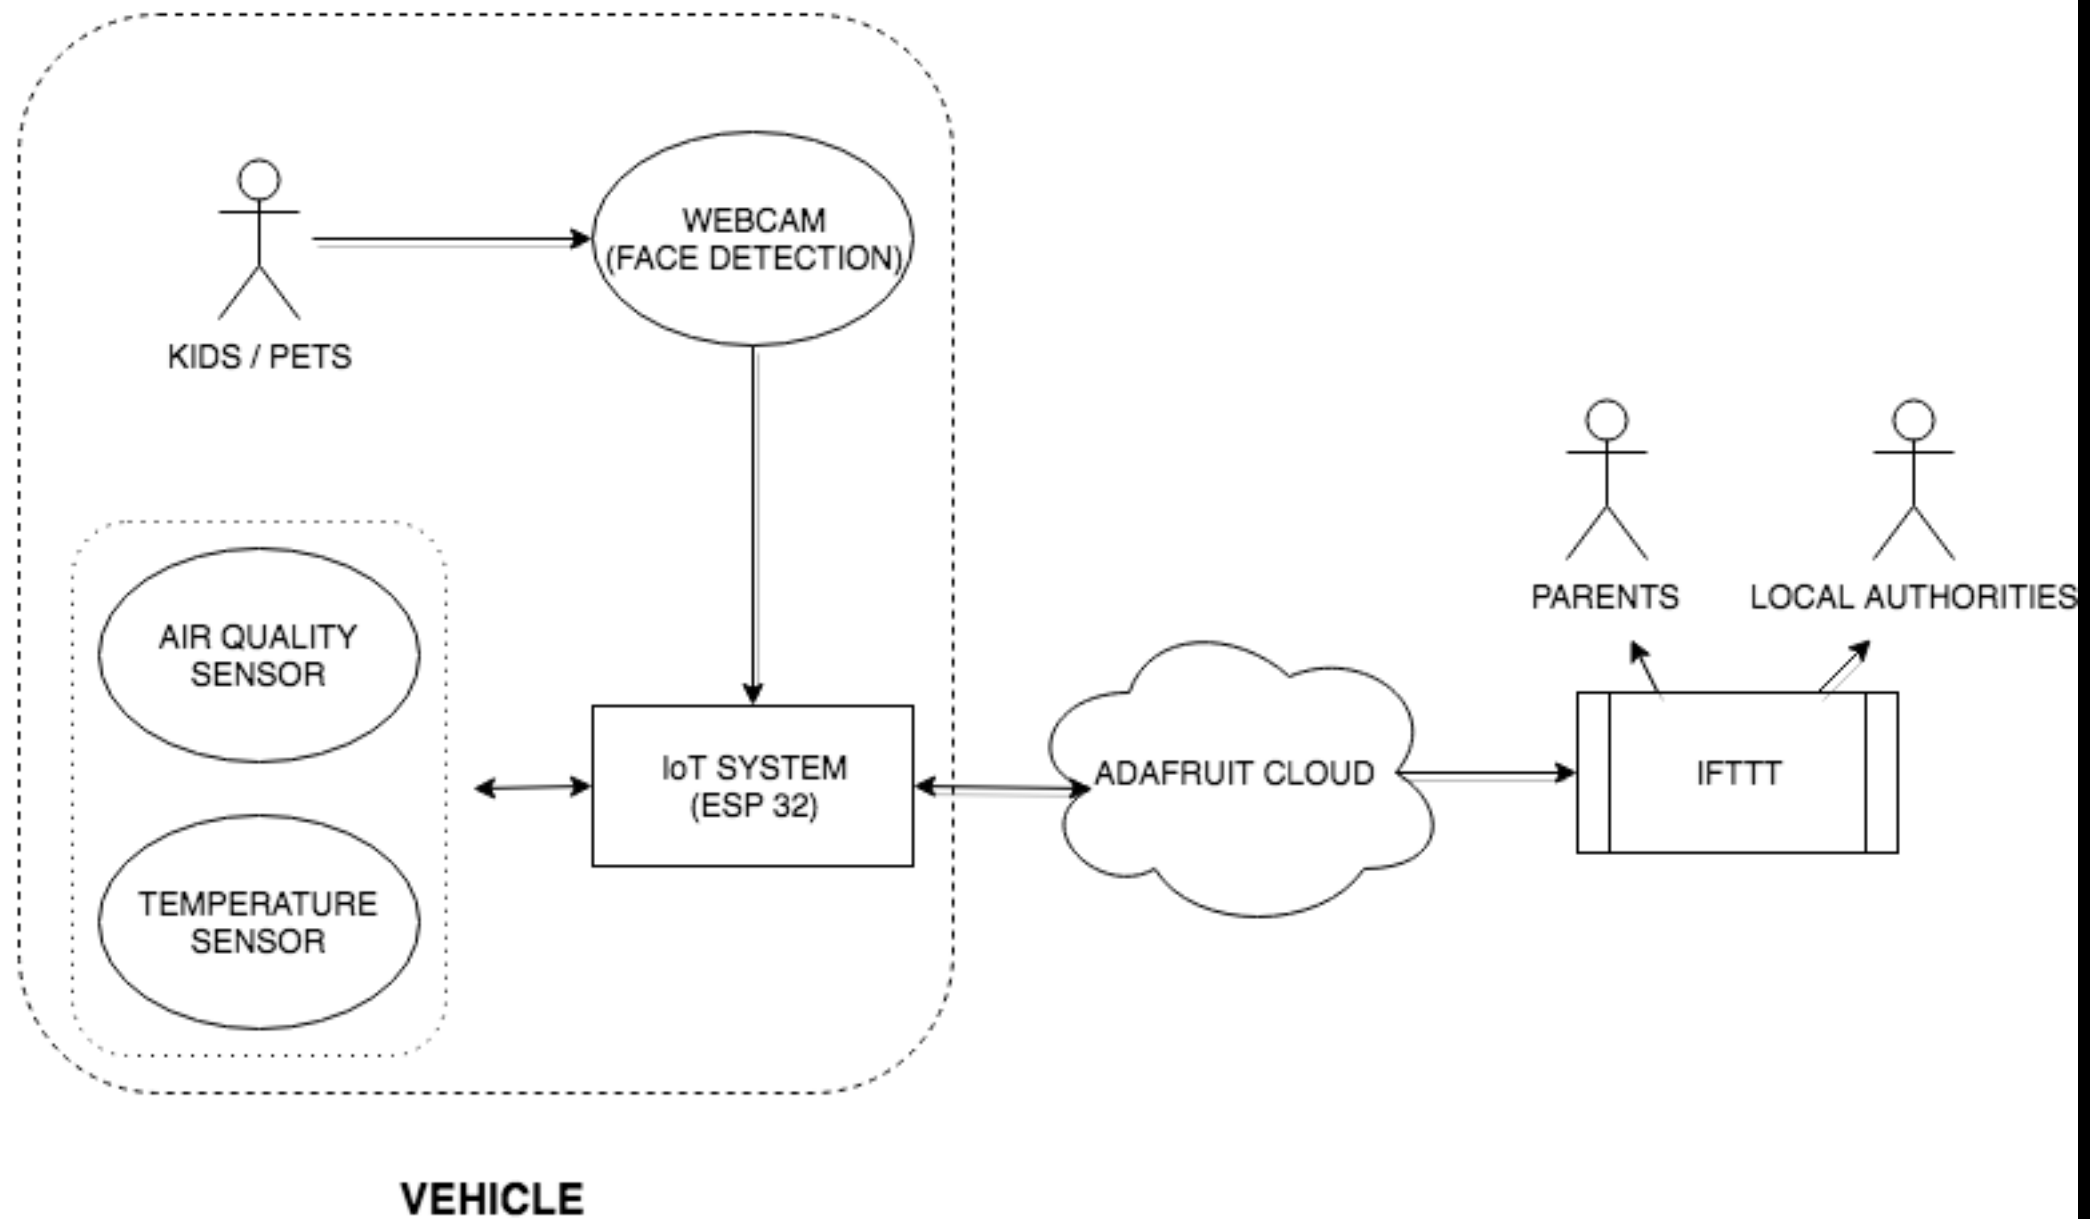 WEBCAM
(FACE DETECTION)
KIDS / PETS
AIR QUALITY
SENSOR
TEMPERATURE
SENSOR
IoT SYSTEM
(ESP 32)
ADAFRUIT CLOUD
PARENTS
LOCAL AUTHORITIES
IFTTT
VEHICLE